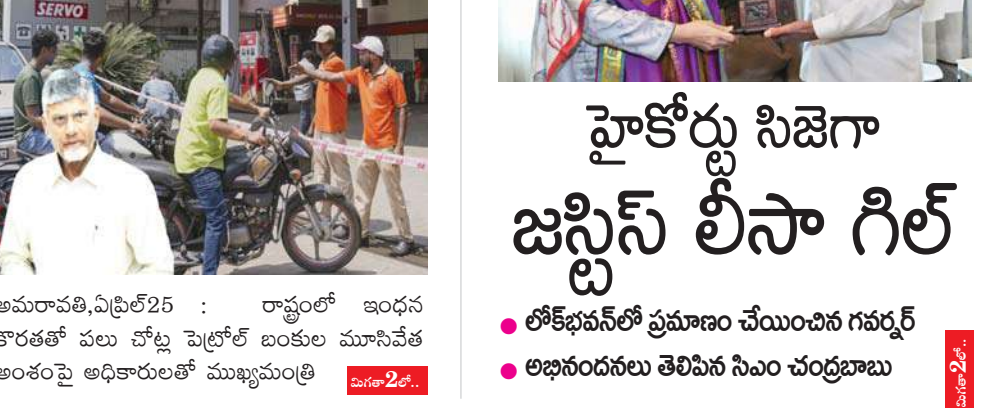 SERVO
అమరావతి,ఏప్రిల్25 : రాష్ట్రంలో ఇంధన
కొరతతో పలు చోట్ల పెట్రోల్ బంకుల మూసివేత
అంశంపై అధికారులతో ముఖ్యమంత్రి
మిగతా2లో..
హైకోర్టు సిజెగా
జస్టిస్ లీసా గిల్
లోక్‌భవన్‌లో ప్రమాణం చేయించిన గవర్నర్
అభినందనలు తెలిపిన సిఎం చంద్రబాబు
మిగతా2లో..